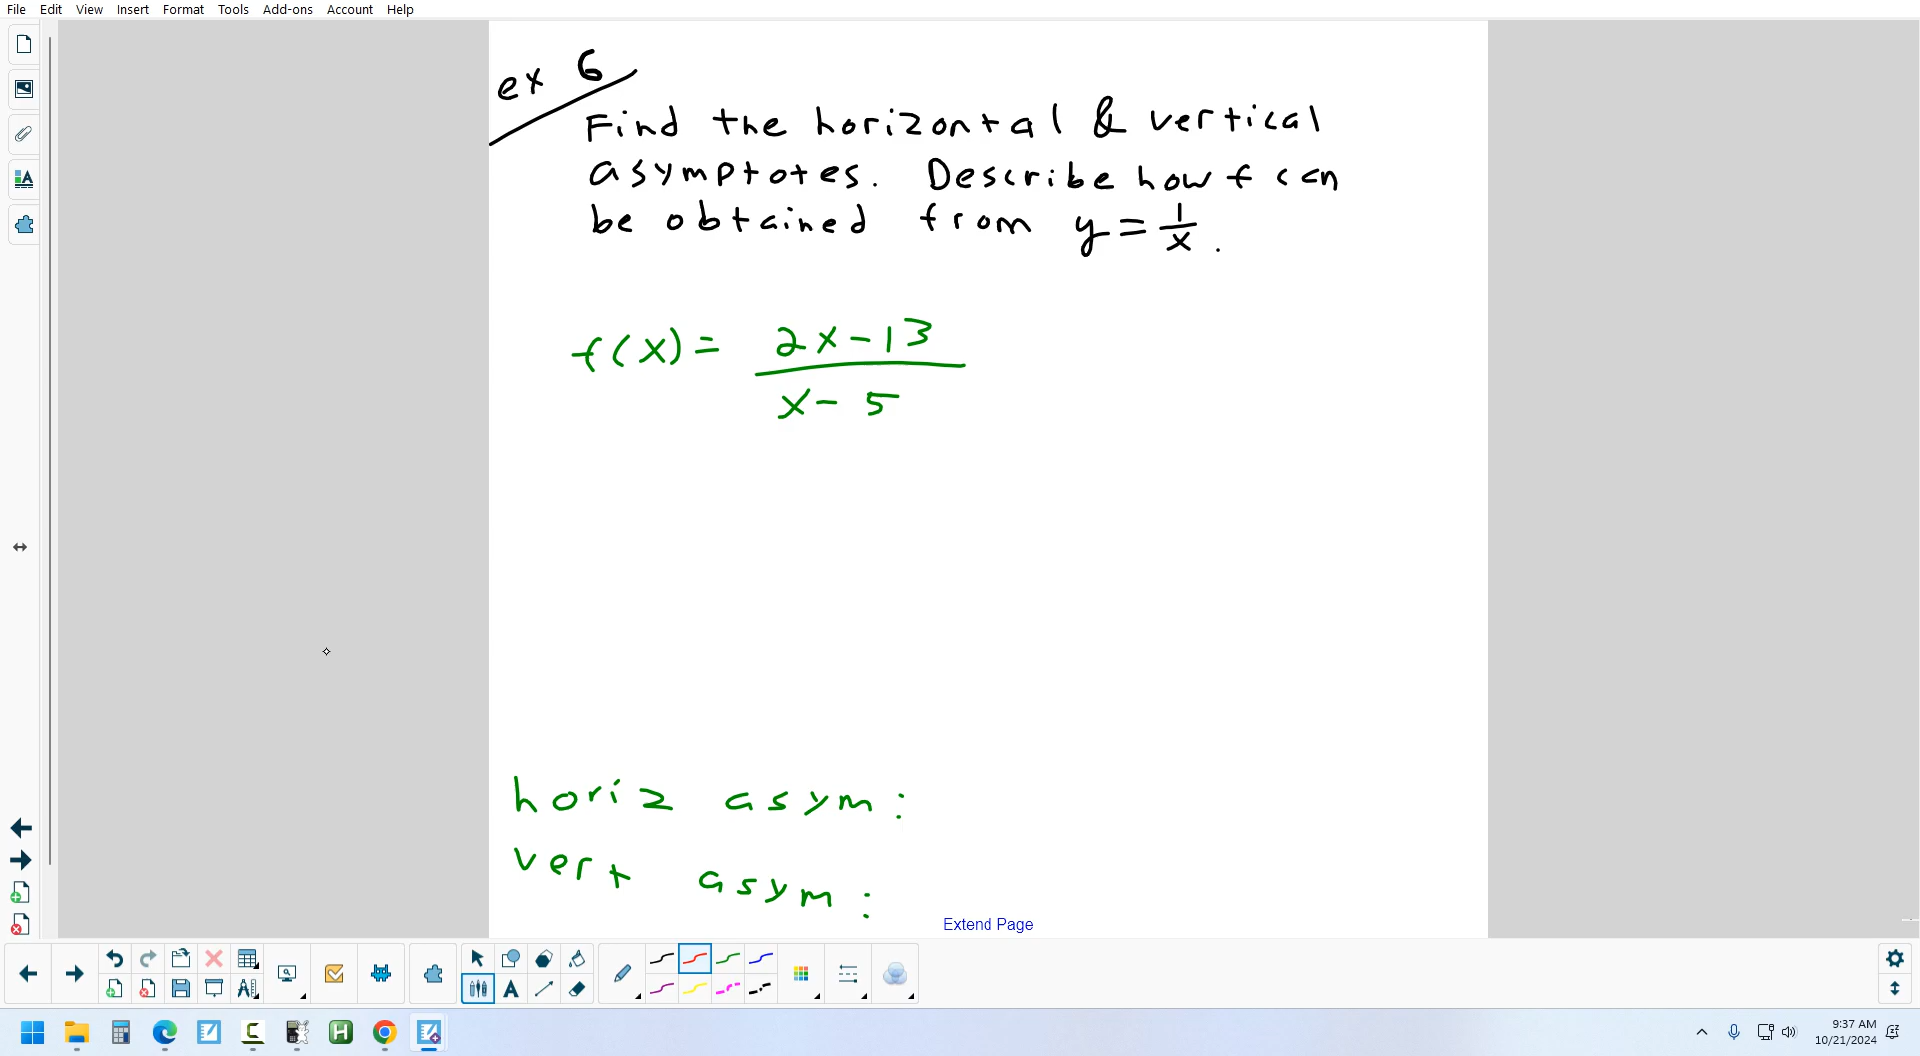 File Edit View Insert Format Tools Add-ons Account Help
ex 6
Find the horizontal & vertical
asymptotes. Describe how f can
be obtained from y = 1/x.
f(x) = 2x - 13
x - 5
horiz asym:
vert asym:
Extend Page
9:37 AM
10/21/2024